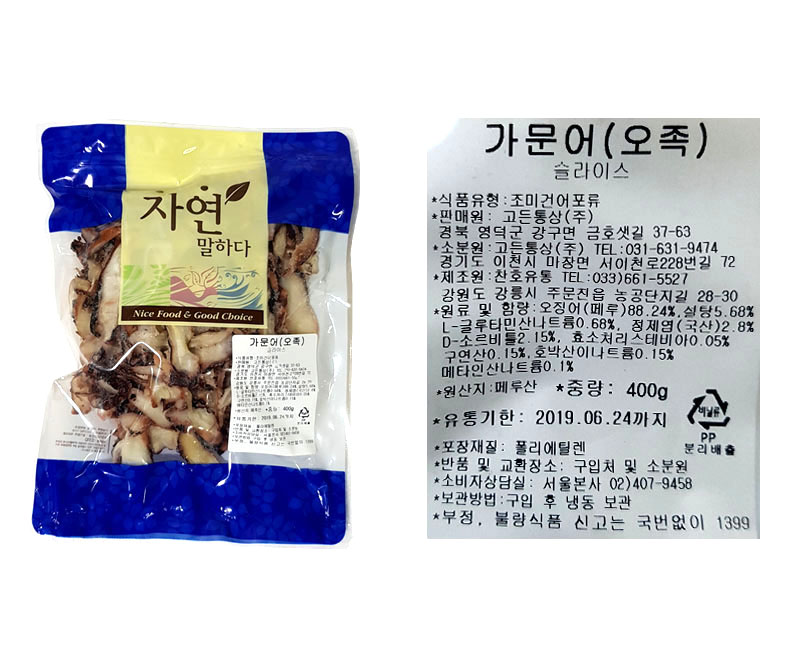 자연
말하다
Nice Food & Good Choice
가문어(오족)
슬라이스
400g
가문어(오족)
슬라이스
*식품유형:조미건어포류
*판매원: 고든통상(주)
경북 영덕군 강구면 금호샛길 37-63
*소분원:고든통상(주) TEL:031-631-9474
경기도 이천시 마장면 서이천로228번길 72
*제조원:찬호유통 TEL:033)661-5527
강원도 강릉시 주문진읍 농공단지길 28-30
*원료 및 함량:오징어(페루)88.24%,설탕5.68%
L-글루타민산나트륨0.68%, 정제염(국산)2.8%
D-소르비톨2.15%, 효소처리스테비아0.05%
구연산0.15%,호박산이나트륨0.15%
메타인산나트륨0.1%
*원산지:페루산 *중량: 400g
*유통기한: 2019.06.24까지
비닐류
PP
분리배출
*포장재질: 폴리에틸렌
*반품 및 교환장소: 구입처 및 소분원
*소비자상담실: 서울본사 02)407-9458
*보관방법:구입 후 냉동 보관
*부정, 불량식품 신고는 국번없이 1399